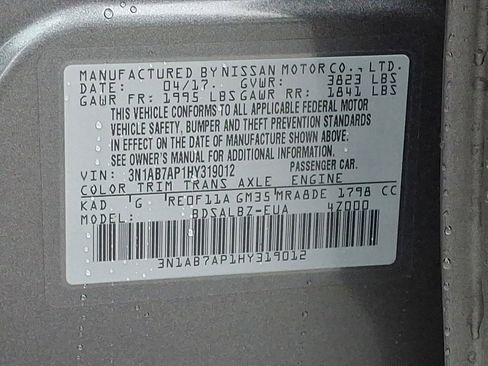 MANUFACTURED BY NISSAN MOTOR CO., LTD.
DATE: 04/17 GVWR: 3823 LBS
GAWR FR: 1995 LBS GAWR RR: 1841 LBS
THIS VEHICLE CONFORMS TO ALL APPLICABLE FEDERAL MOTOR
VEHICLE SAFETY, BUMPER AND THEFT PREVENTION STANDARDS
IN EFFECT ON THE DATE OF MANUFACTURE SHOWN ABOVE.
SEE OWNER'S MANUAL FOR ADDITIONAL INFORMATION.
VIN: 3N1AB7AP1HY319012 PASSENGER CAR.
COLOR TRIM TRANS AXLE ENGINE
KAD G RE0F11A GM35 MRA8DE 1798 CC
MODEL: BDSALBZ-EUA 4Z000
3N1AB7AP1HY319012